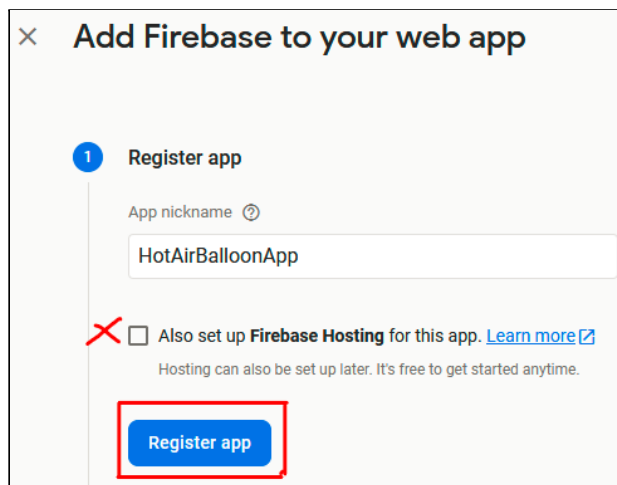 Add Firebase to your web app
1
Register app
App nickname
HotAirBalloonApp
Also set up Firebase Hosting for this app. Learn more
Hosting can also be set up later. It's free to get started anytime.
Register app